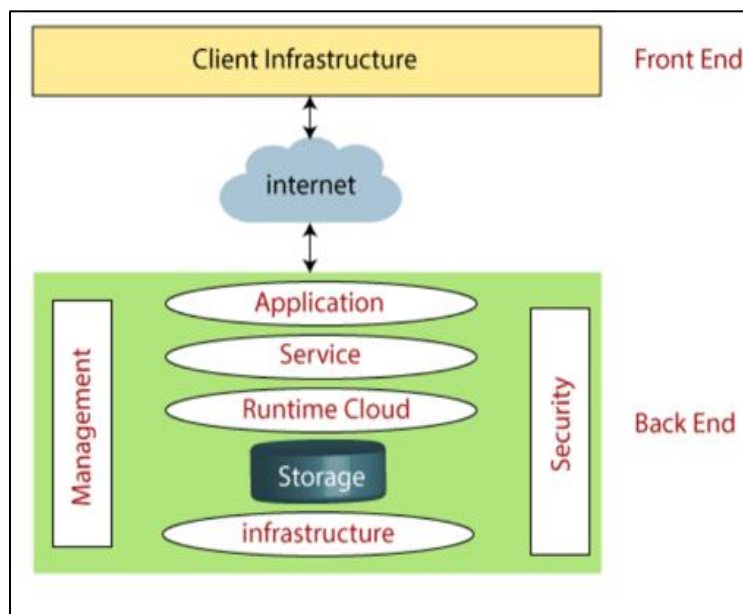 Client Infrastructure
Front End
internet
Application
Service
Runtime Cloud
Storage
infrastructure
Management
Security
Back End